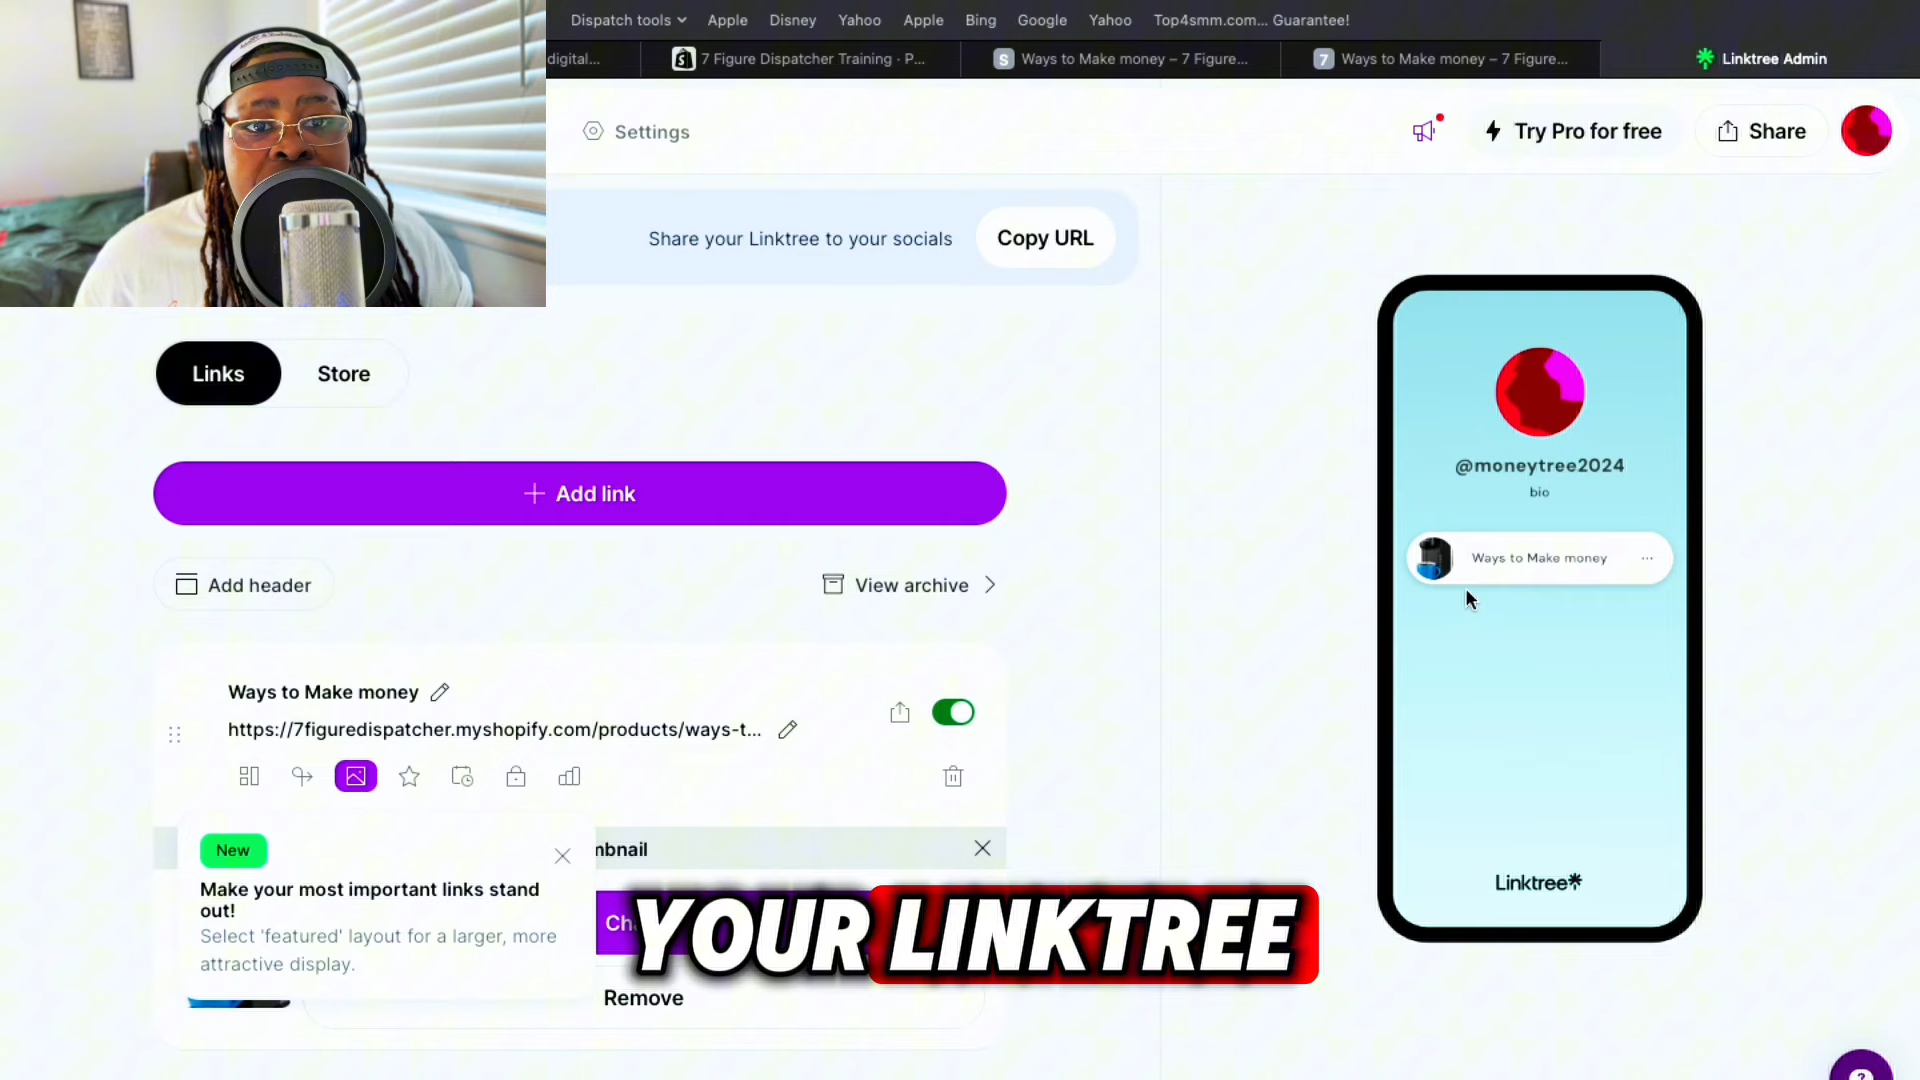 Dispatch tools Apple Disney Yahoo Apple Bing Google Yahoo Top4smm.com... Guarantee!
digital... 7 Figure Dispatcher Training · P... S Ways to Make money – 7 Figure... 7 Ways to Make money – 7 Figure... Linktree Admin
Settings
Try Pro for free
Share
Share your Linktree to your socials
Copy URL
Links
Store
Add link
Add header
View archive
Ways to Make money
https://7figuredispatcher.myshopify.com/products/ways-t...
New
Make your most important links stand
out!
Select 'featured' layout for a larger, more
attractive display.
mbnail
Cha
Remove
YOUR LINKTREE
@moneytree2024
bio
Ways to Make money
Linktree
?